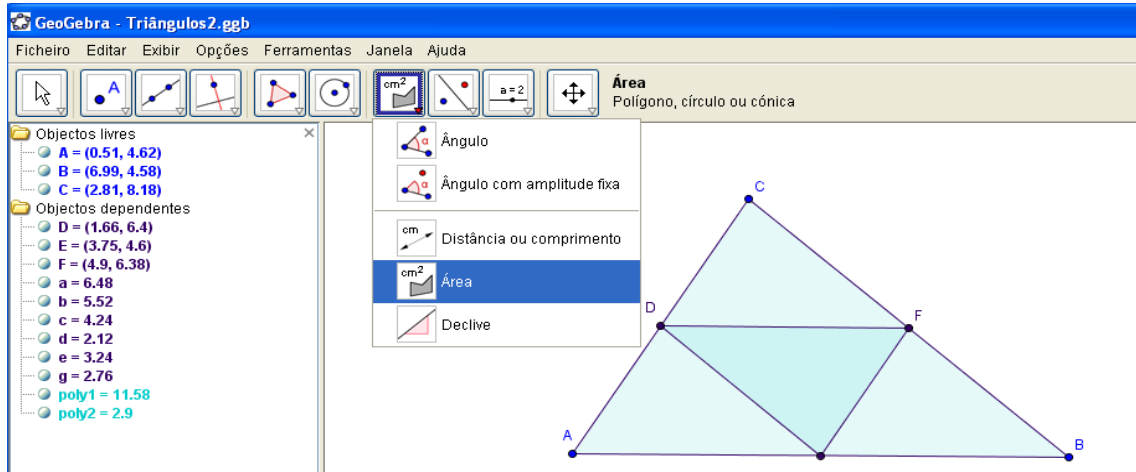 GeoGebra - Triângulos2.ggb
Ficheiro Editar Exibir Opções Ferramentas Janela Ajuda
A
cm²
a = 2
Área
Polígono, círculo ou cónica
Objectos livres
A = (0.51, 4.62)
B = (6.99, 4.58)
C = (2.81, 8.18)
Objectos dependentes
D = (1.66, 6.4)
E = (3.75, 4.6)
F = (4.9, 6.38)
a = 6.48
b = 5.52
c = 4.24
d = 2.12
e = 3.24
g = 2.76
poly1 = 11.58
poly2 = 2.9
α Ângulo
α Ângulo com amplitude fixa
cm Distância ou comprimento
cm² Área
Declive
C
D
F
A
B